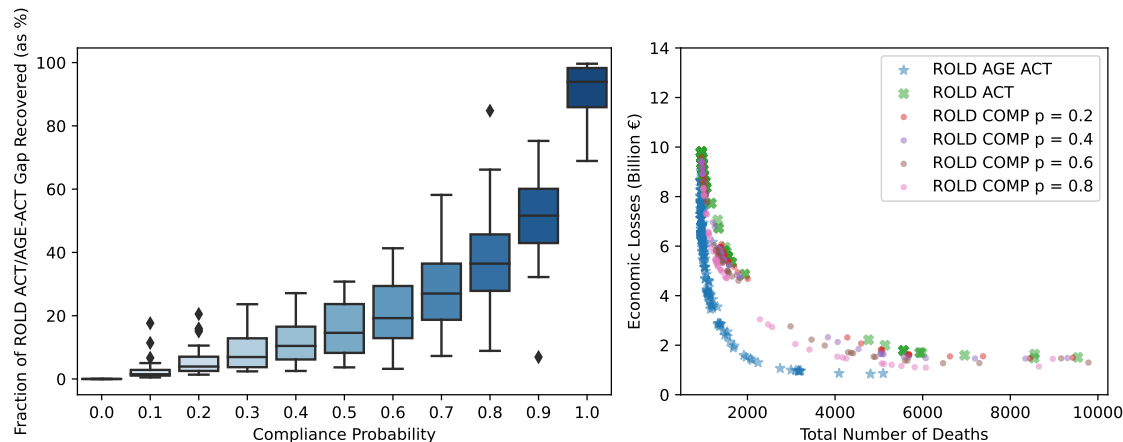 Fraction of ROLD ACT/AGE-ACT Gap Recovered (as %)
100
80
60
40
20
0
0.0 0.1 0.2 0.3 0.4 0.5 0.6 0.7 0.8 0.9 1.0
Compliance Probability
Economic Losses (Billion €)
14
12
10
8
6
4
2
0
2000 4000 6000 8000 10000
Total Number of Deaths
ROLD AGE ACT
ROLD ACT
ROLD COMP p = 0.2
ROLD COMP p = 0.4
ROLD COMP p = 0.6
ROLD COMP p = 0.8